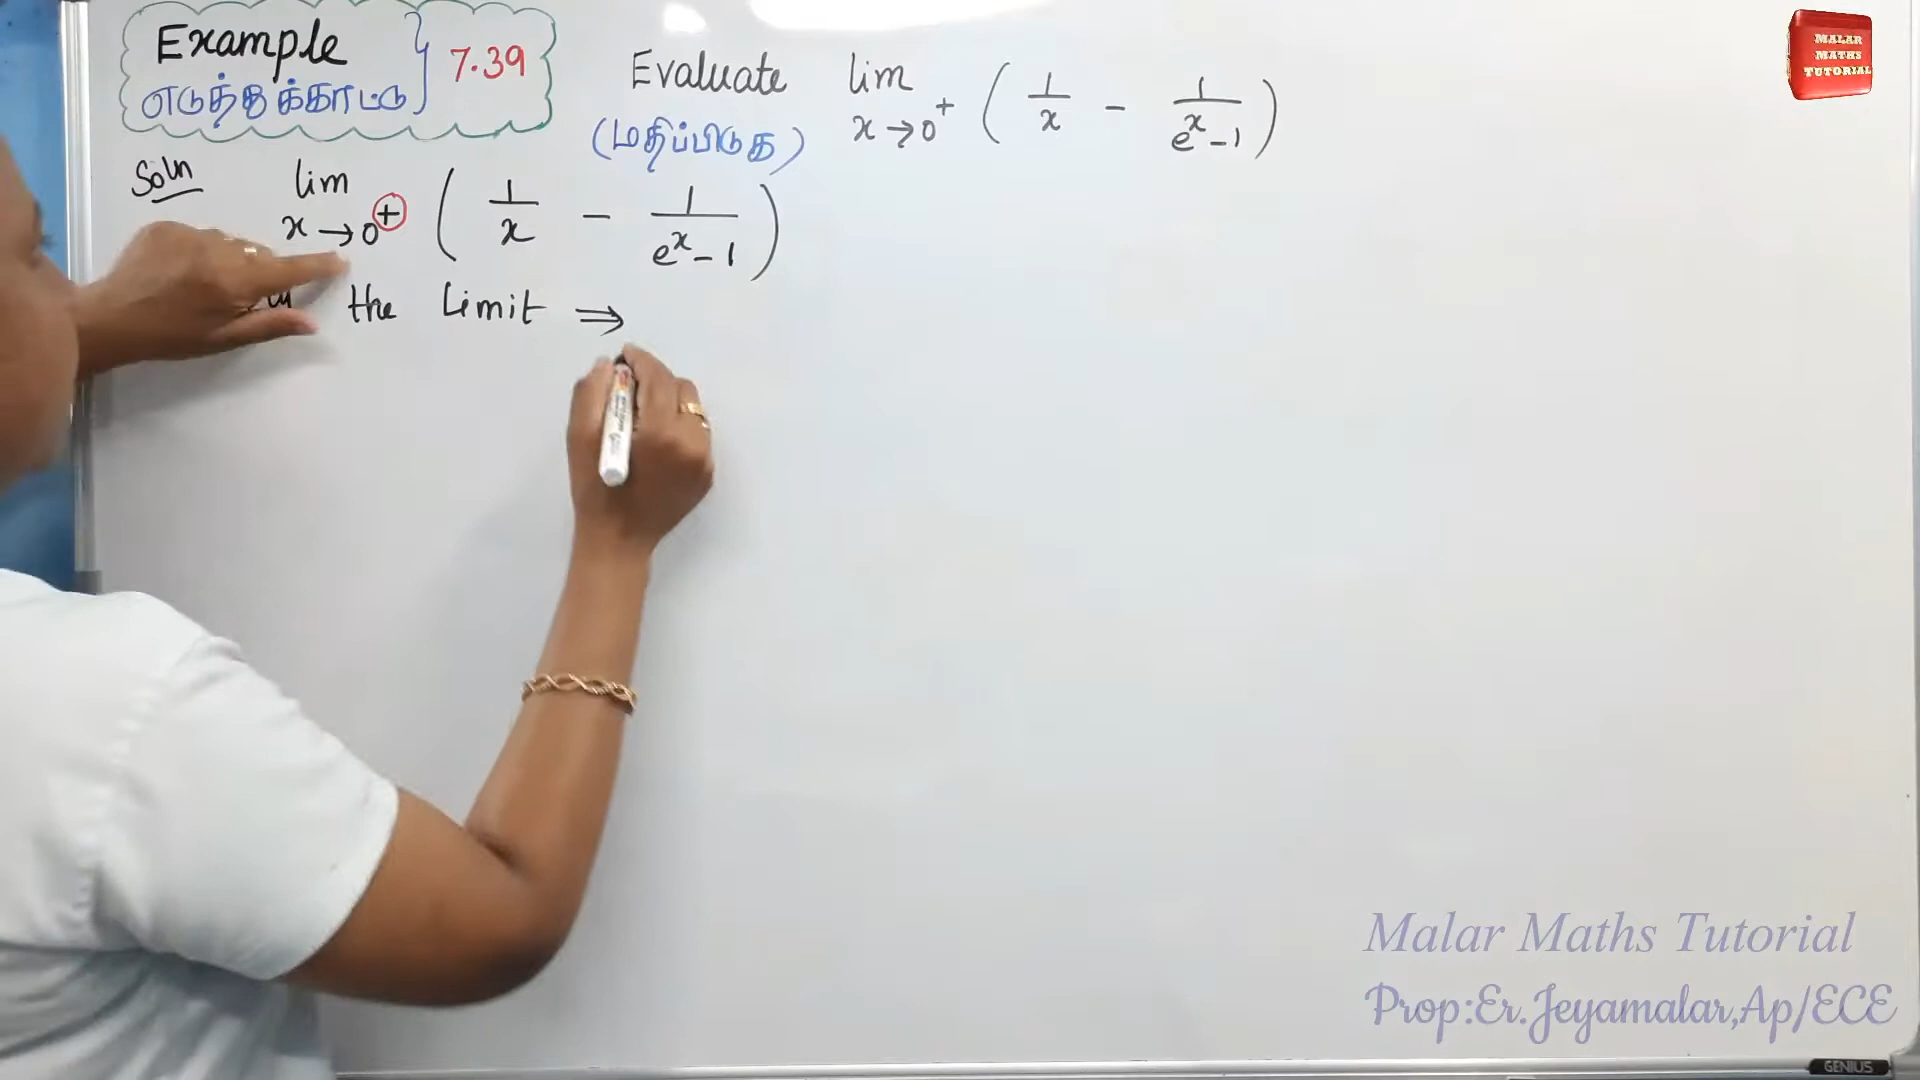 Example
எடுத்துக்காட்டு } 7.39
Evaluate lim x→0⁺ ( 1/x - 1/(eˣ-1) )
(மதிப்பிடுக)
Soln
lim x→0⁺ ( 1/x - 1/(eˣ-1) )
the Limit ⇒
MALAR
MATHS
TUTORIAL
Malar Maths Tutorial
Prop:Er.Jeyamalar,Ap/ECE
GENIUS